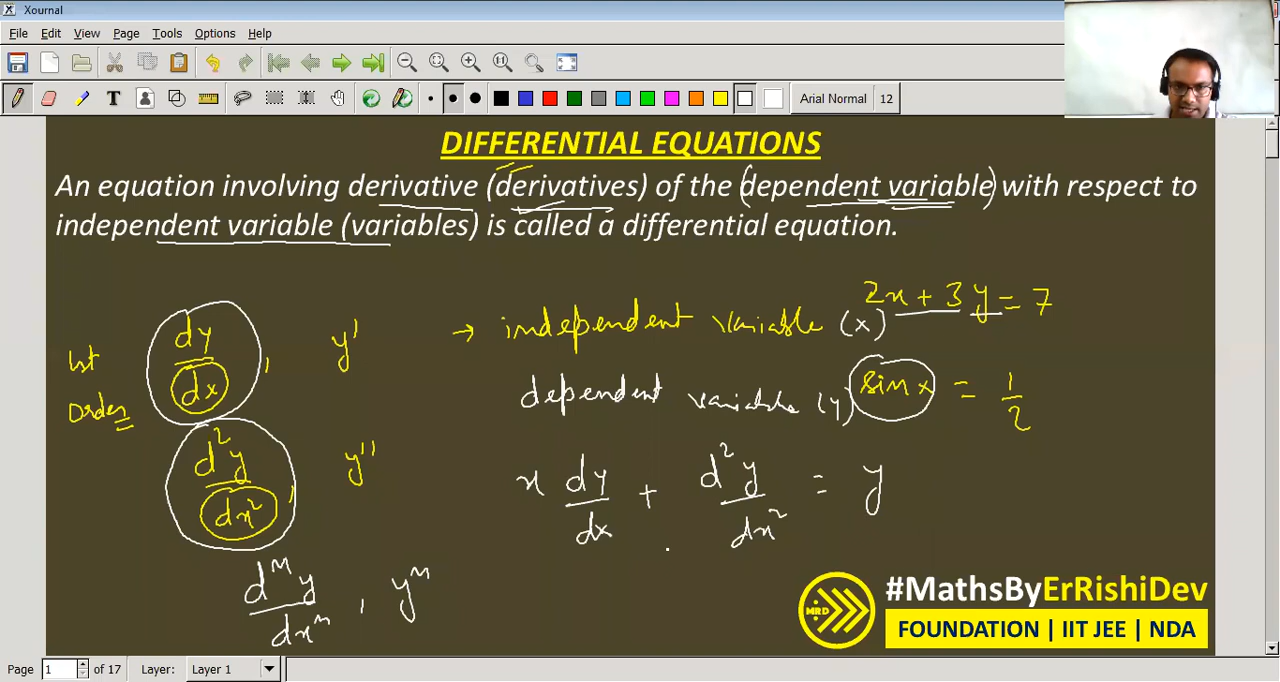 Xournal
File Edit View Page Tools Options Help
Arial Normal 12
DIFFERENTIAL EQUATIONS
An equation involving derivative (derivatives) of the (dependent variable) with respect to
independent variable (variables) is called a differential equation.
2x + 3y = 7
→ independent variable (x)
dy/dx , y'
1st
Order
sin x = 1/2
dependent variable (y)
d²y/dx² , y''
x dy/dx + d²y/dx² = y
dⁿy/dxⁿ , yⁿ
MRD
#MathsByErRishiDev
FOUNDATION | IIT JEE | NDA
Page 1 of 17 Layer: Layer 1